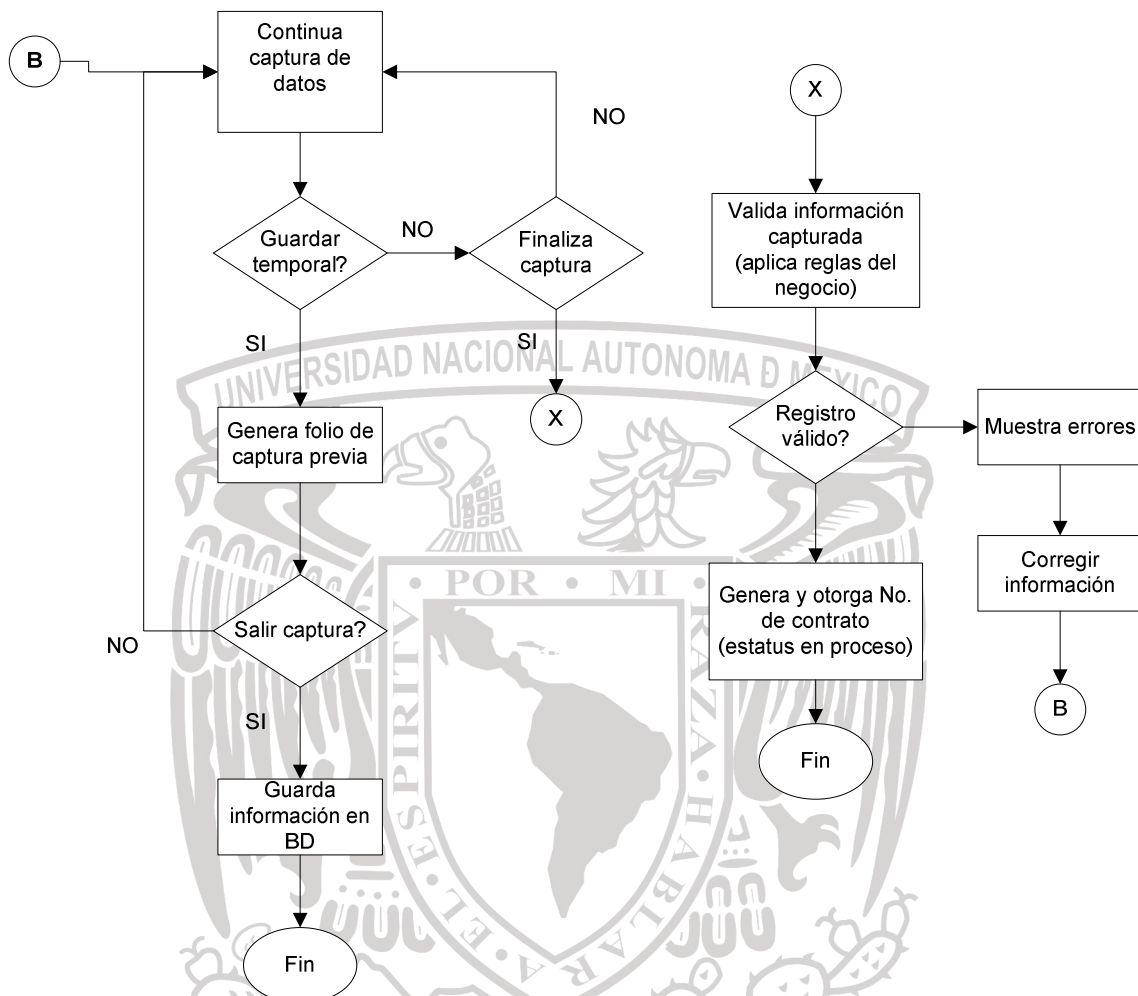 B
Continua
captura de
datos
NO
Guardar
temporal?
NO
Finaliza
captura
SI
SI
X
Genera folio de
captura previa
Salir captura?
NO
SI
Guarda
información en
BD
Fin
X
Valida información
capturada
(aplica reglas del
negocio)
Registro
válido?
Muestra errores
Corregir
información
B
Genera y otorga No.
de contrato
(estatus en proceso)
Fin
UNIVERSIDAD NACIONAL AUTONOMA Ð MEXICO
• POR • MI •
RAZA • HABLARA
• EL • ESPIRITV